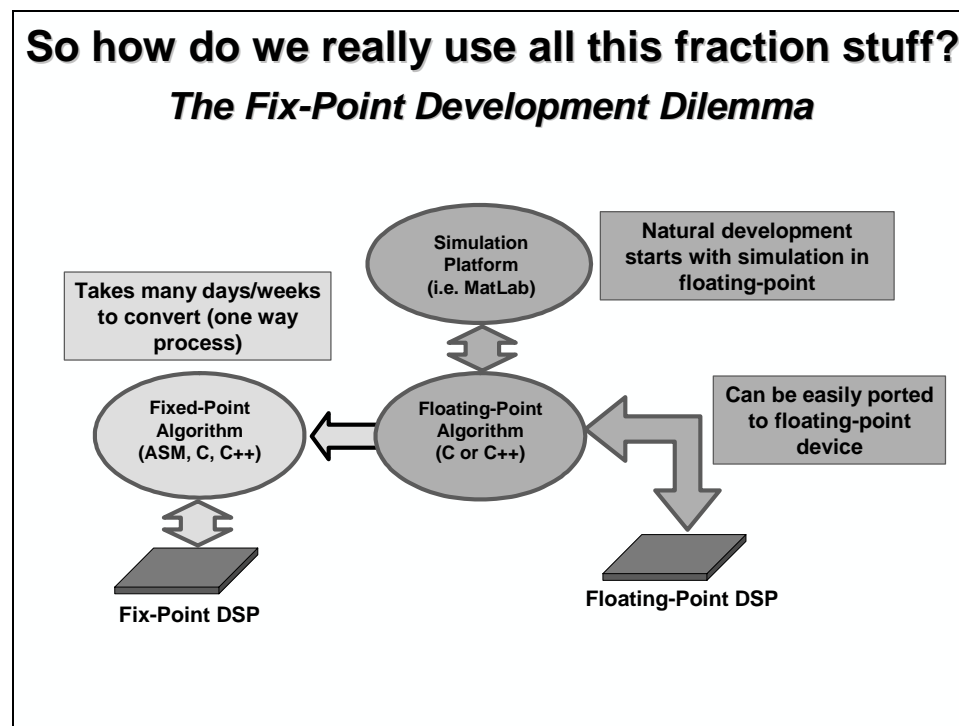 So how do we really use all this fraction stuff?
The Fix-Point Development Dilemma
Simulation
Platform
(i.e. MatLab)
Natural development
starts with simulation in
floating-point
Takes many days/weeks
to convert (one way
process)
Fixed-Point
Algorithm
(ASM, C, C++)
Floating-Point
Algorithm
(C or C++)
Can be easily ported
to floating-point
device
Fix-Point DSP
Floating-Point DSP